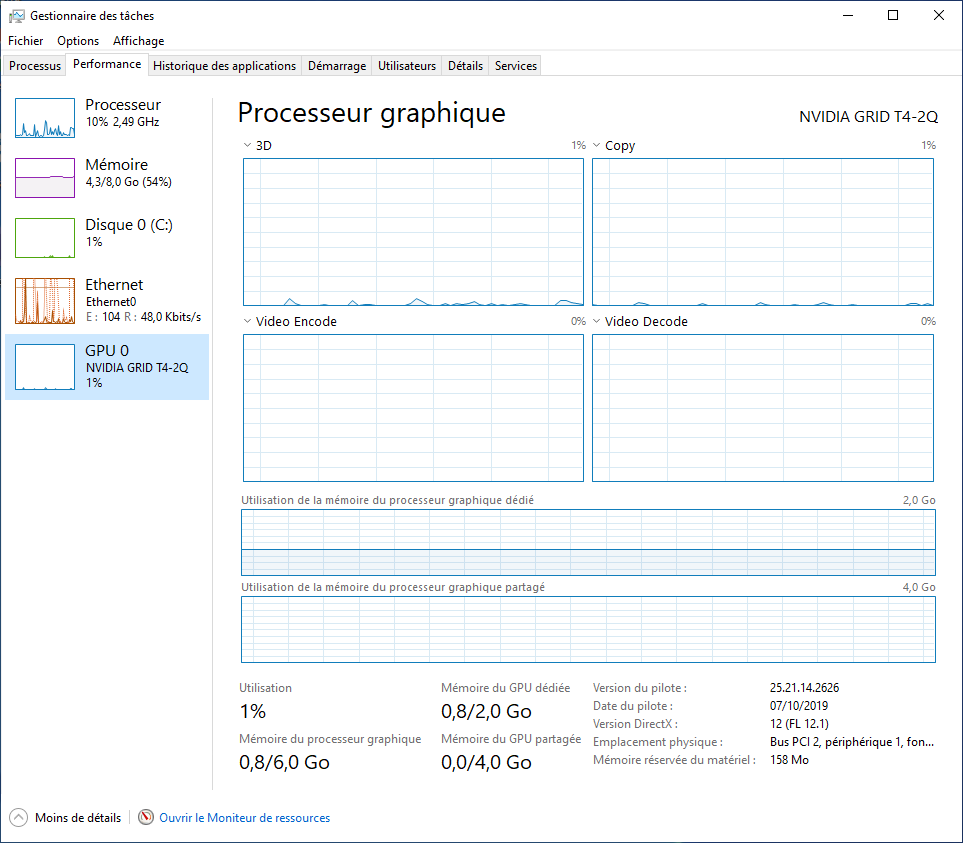 Gestionnaire des tâches
Fichier Options Affichage
Processus Performance Historique des applications Démarrage Utilisateurs Détails Services
Processeur
10% 2,49 GHz
Mémoire
4,3/8,0 Go (54%)
Disque 0 (C:)
1%
Ethernet
Ethernet0
E : 104 R : 48,0 Kbits/s
GPU 0
NVIDIA GRID T4-2Q
1%
Processeur graphique NVIDIA GRID T4-2Q
3D 1% Copy 1%
Video Encode 0% Video Decode 0%
Utilisation de la mémoire du processeur graphique dédié 2,0 Go
Utilisation de la mémoire du processeur graphique partagé 4,0 Go
Utilisation
1%
Mémoire du processeur graphique
0,8/6,0 Go
Mémoire du GPU dédiée
0,8/2,0 Go
Mémoire du GPU partagée
0,0/4,0 Go
Version du pilote : 25.21.14.2626
Date du pilote : 07/10/2019
Version DirectX : 12 (FL 12.1)
Emplacement physique : Bus PCI 2, périphérique 1, fon...
Mémoire réservée du matériel : 158 Mo
Moins de détails Ouvrir le Moniteur de ressources